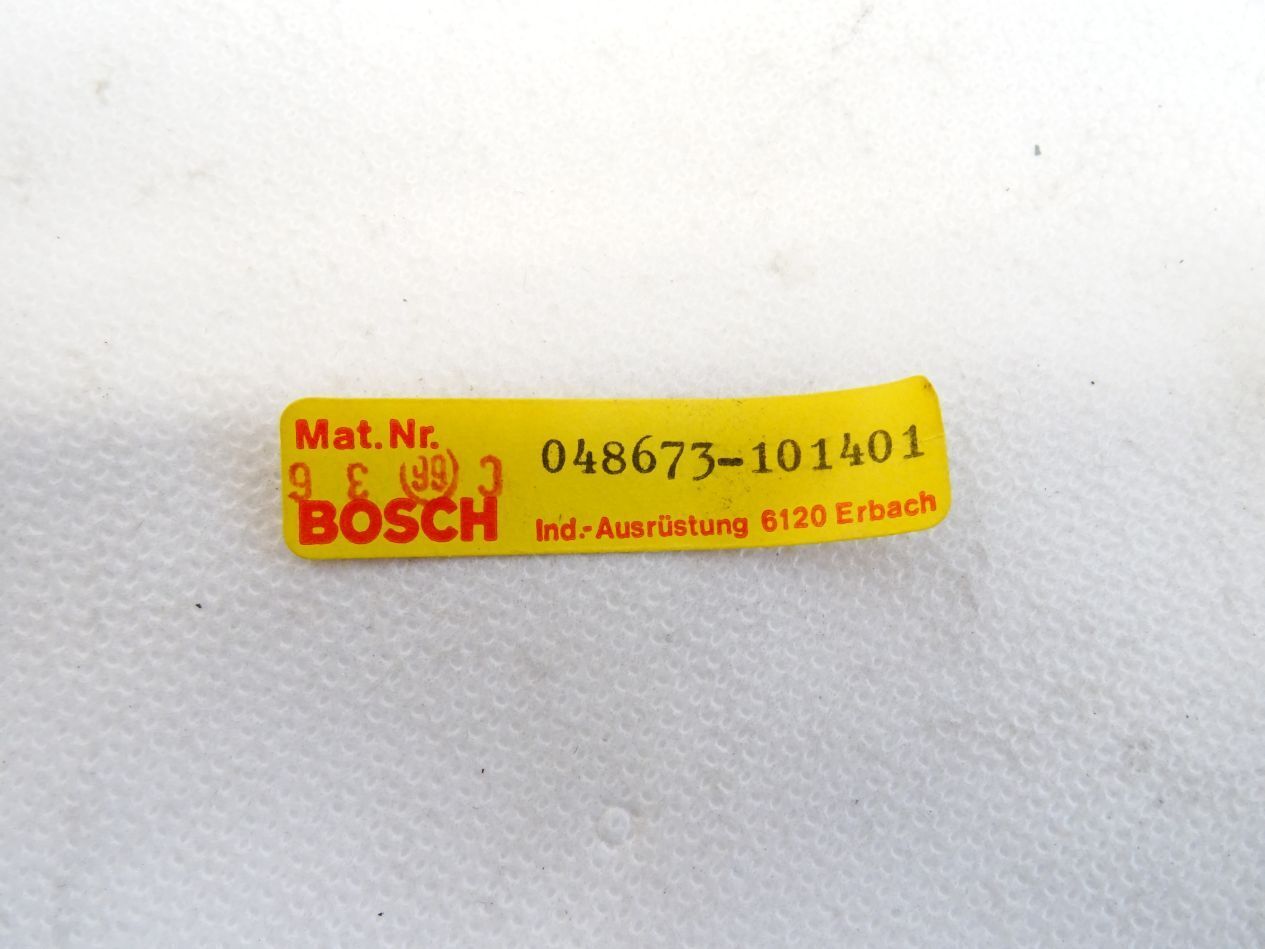 Mat.Nr.
048673-101401
BOSCH
Ind.-Ausrüstung 6120 Erbach